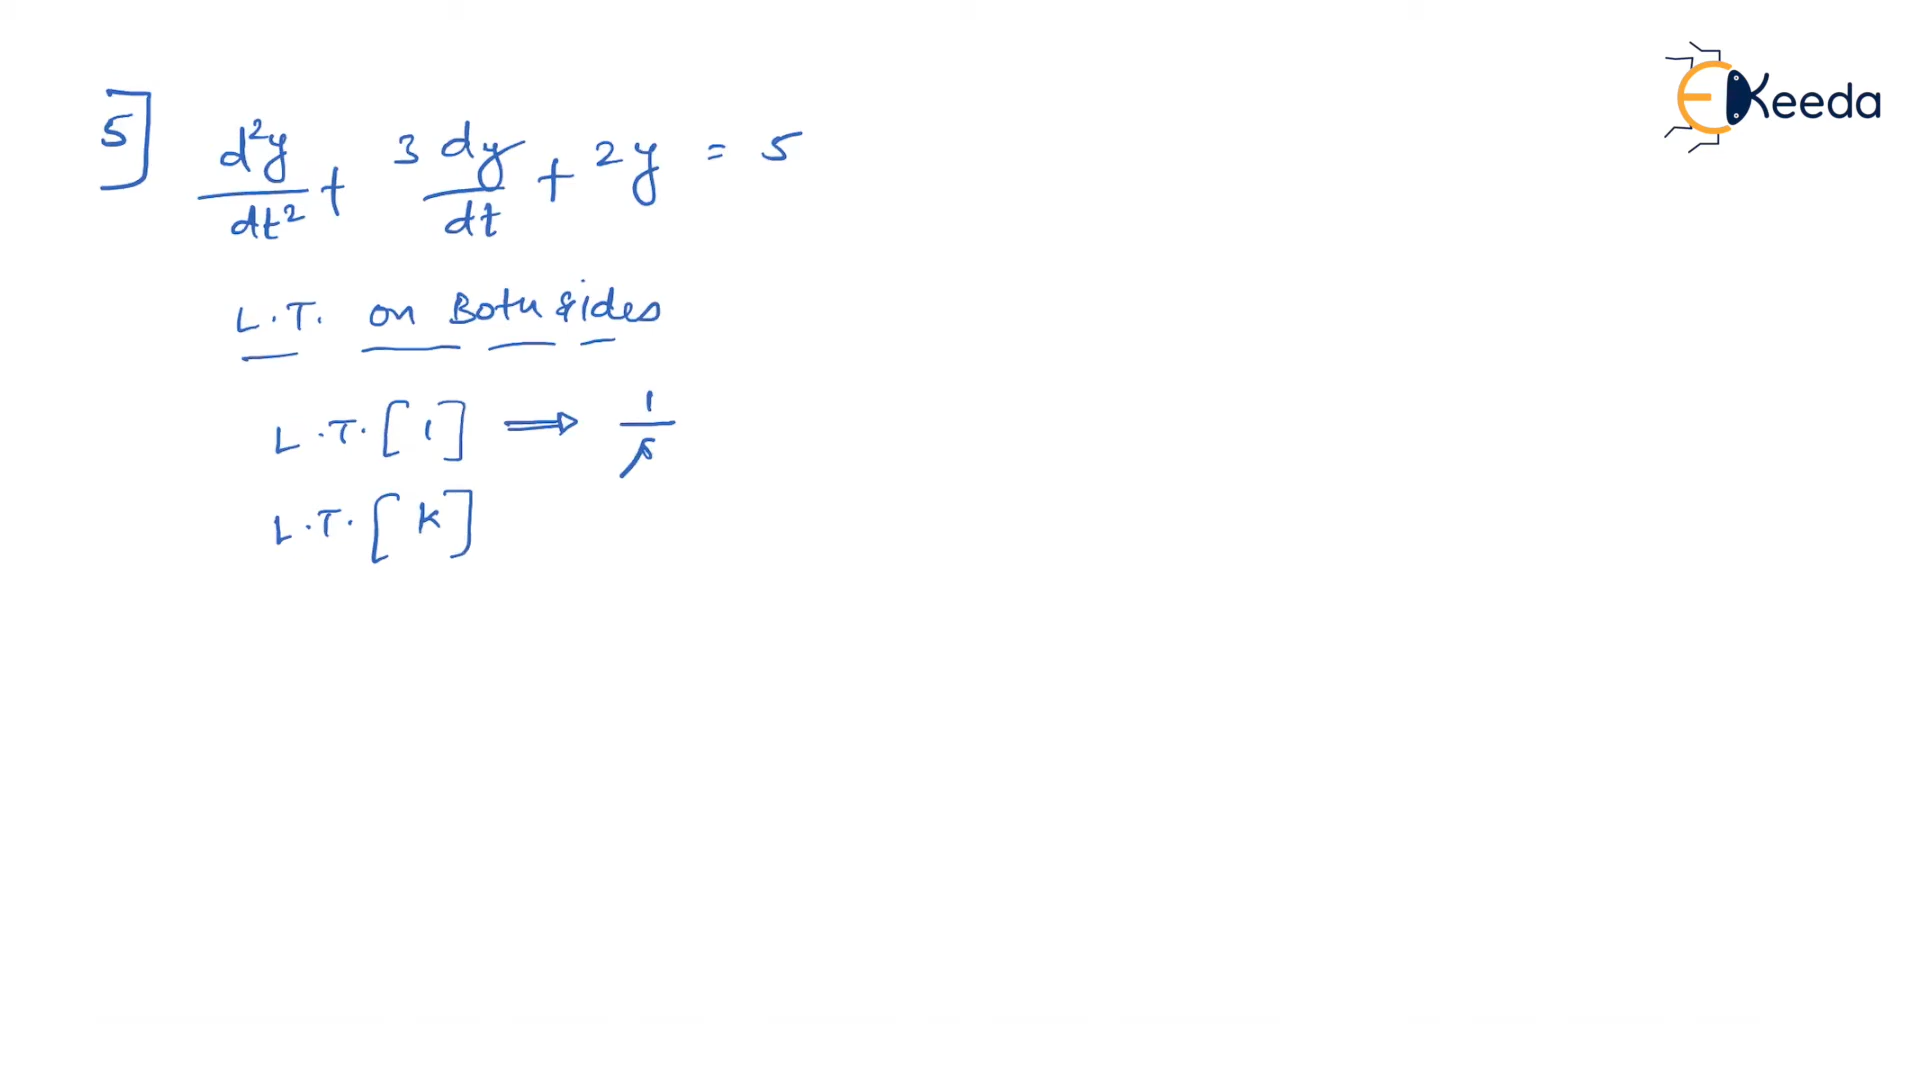 5] d²y/dt² + 3 dy/dt + 2y = 5
L.T. on Both sides
L.T.[1] ⟹ 1/s
L.T.[K]
EKeeda